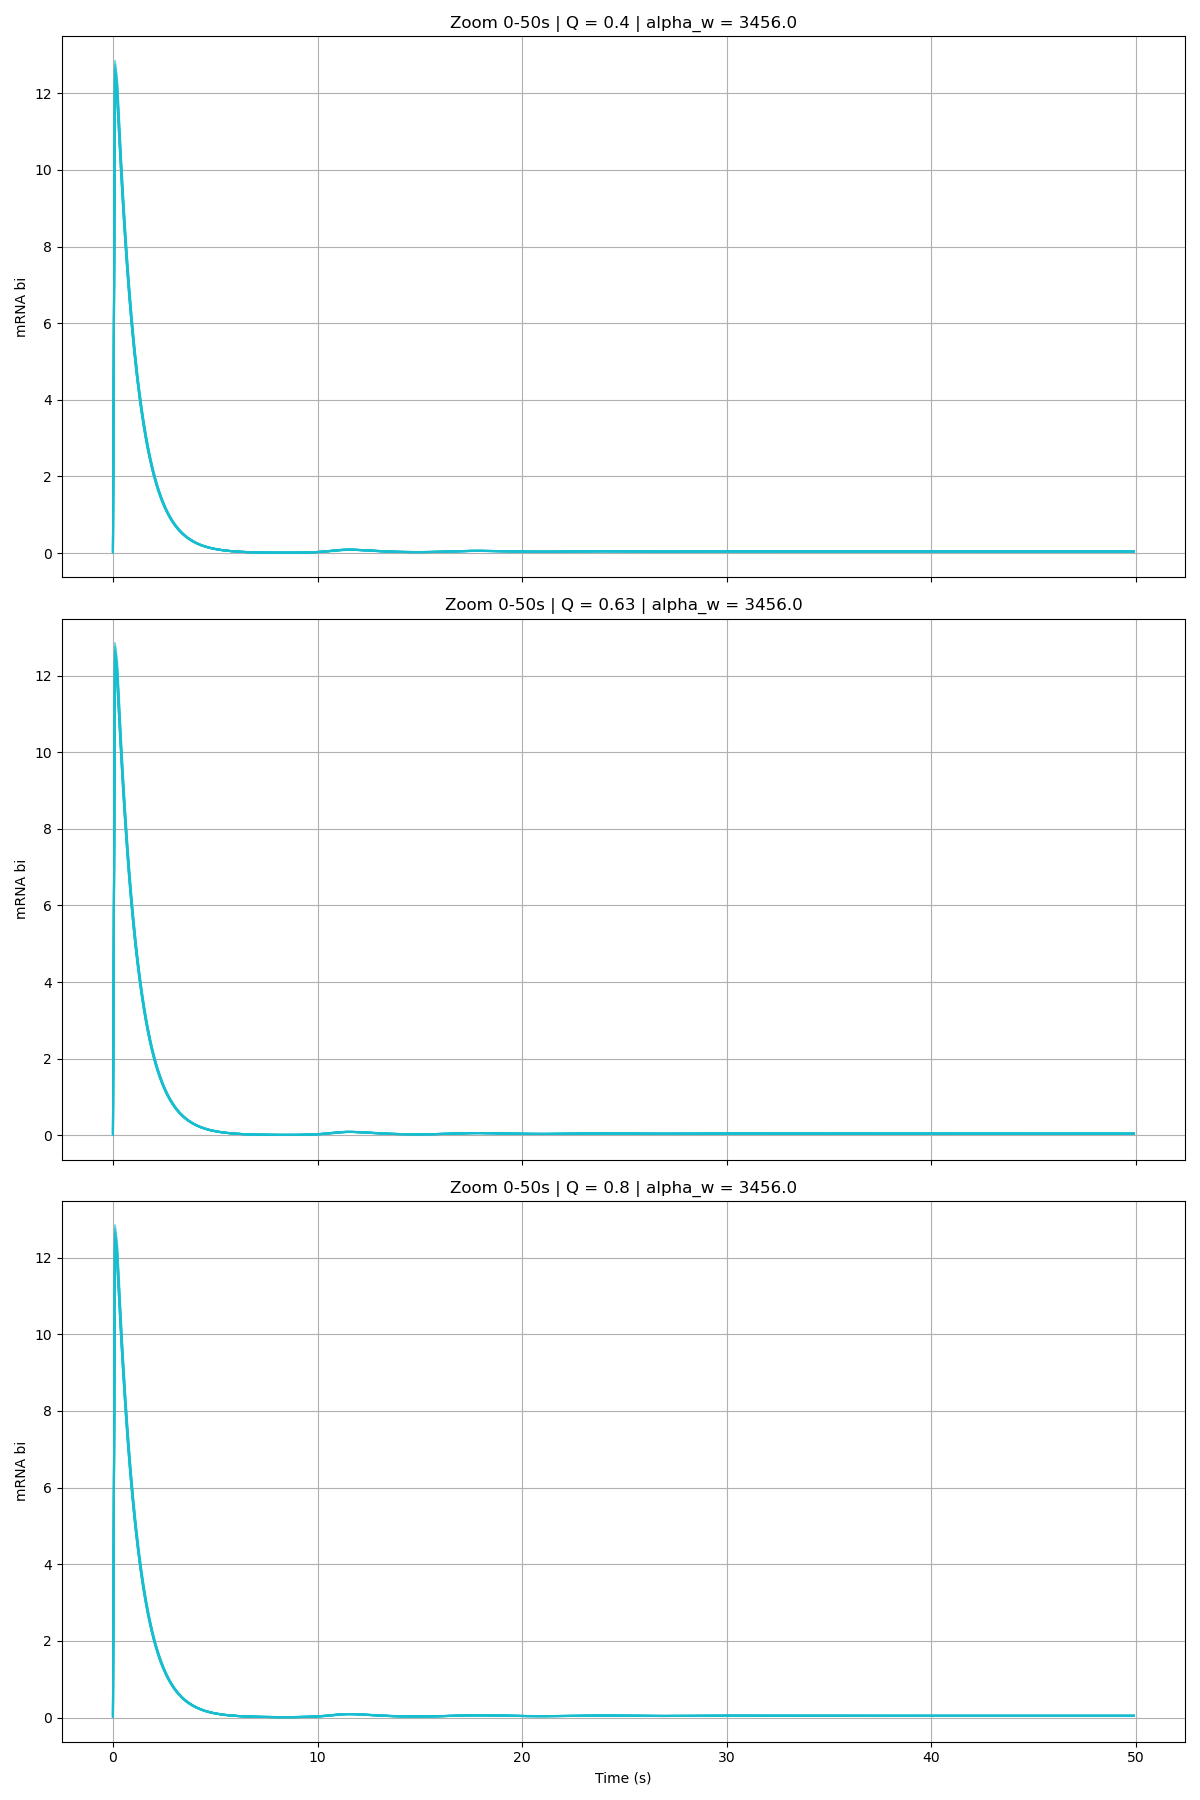 Zoom 0-50s | Q = 0.4 | alpha_w = 3456.0
12
10
8
6
4
2
0
mRNA bi
Zoom 0-50s | Q = 0.63 | alpha_w = 3456.0
12
10
8
6
4
2
0
mRNA bi
Zoom 0-50s | Q = 0.8 | alpha_w = 3456.0
12
10
8
6
4
2
0
mRNA bi
0 10 20 30 40 50
Time (s)